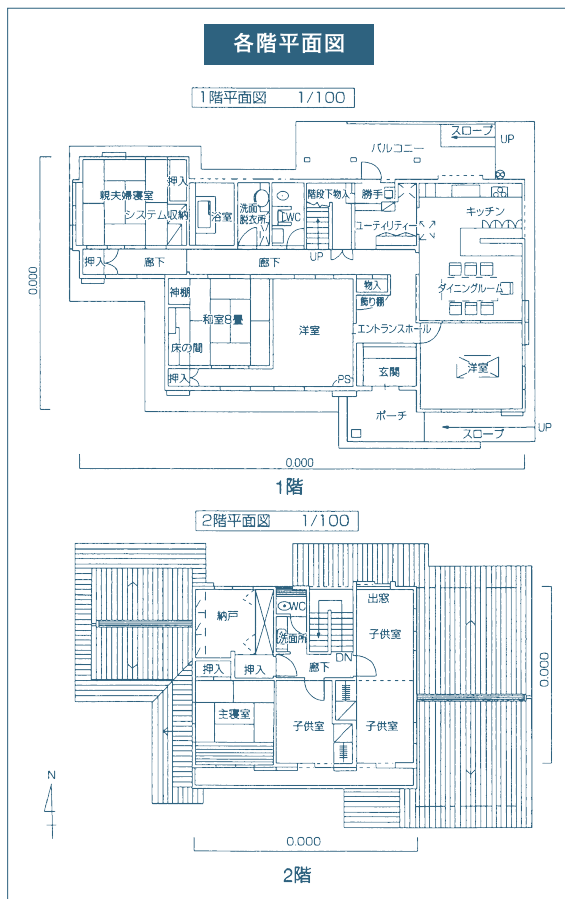 各階平面図
1階平面図 1/100
スロープ
UP
バルコニー
押入
親夫婦寝室
システム収納
浴室
洗面・
脱衣所
WC
階段下物入
勝手口
キッチン
ユーティリティー
押入
廊下
廊下
UP
物入
飾り棚
ダイニングルーム
神棚
和室8畳
床の間
洋室
エントランスホール
押入
PS
玄関
洋室
ポーチ
スロープ
UP
0.000
0.000
1階
2階平面図 1/100
納戸
WC
洗面所
出窓
子供室
押入
押入
廊下
DN
主寝室
子供室
子供室
0.000
N
0.000
2階